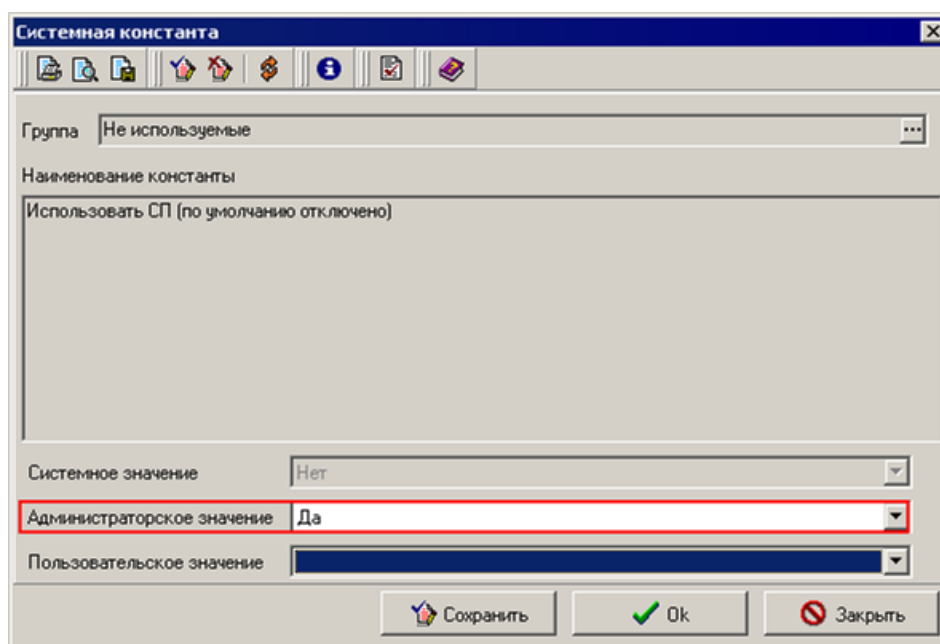 Системная константа
Группа Не используемые ...
Наименование константы
Использовать СП (по умолчанию отключено)
Системное значение Нет
Администраторское значение Да
Пользовательское значение
Сохранить Ok Закрыть